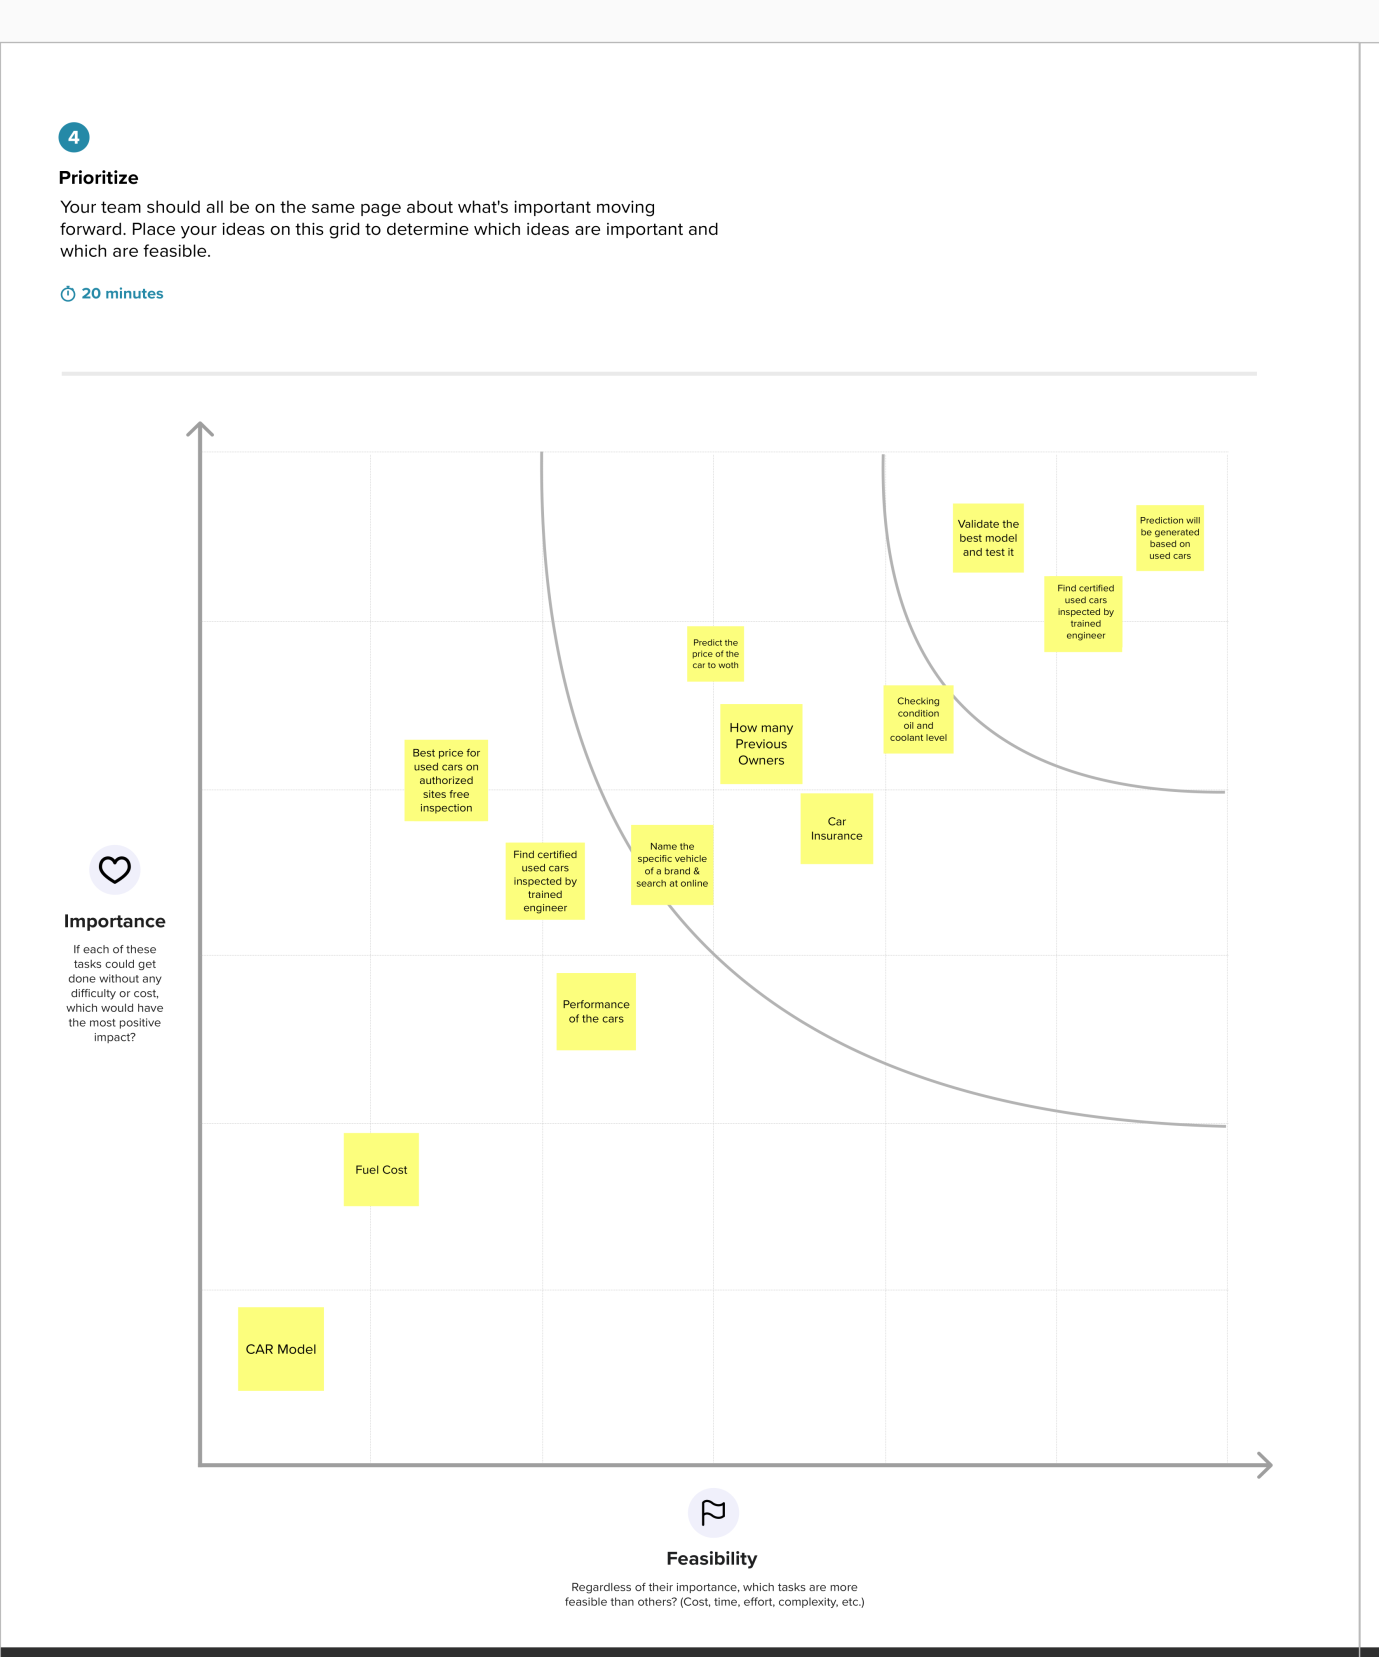 4
Prioritize
Your team should all be on the same page about what's important moving
forward. Place your ideas on this grid to determine which ideas are important and
which are feasible.
20 minutes
Validate the
best model
and test it
Prediction will
be generated
based on
used cars
Find certified
used cars
inspected by
trained
engineer
Predict the
price of the
car to woth
How many
Previous
Owners
Checking
condition
oil and
coolant level
Best price for
used cars on
authorized
sites free
inspection
Car
Insurance
Find certified
used cars
inspected by
trained
engineer
Name the
specific vehicle
of a brand &
search at online
Performance
of the cars
Fuel Cost
CAR Model
Importance
If each of these
tasks could get
done without any
difficulty or cost,
which would have
the most positive
impact?
Feasibility
Regardless of their importance, which tasks are more
feasible than others? (Cost, time, effort, complexity, etc.)